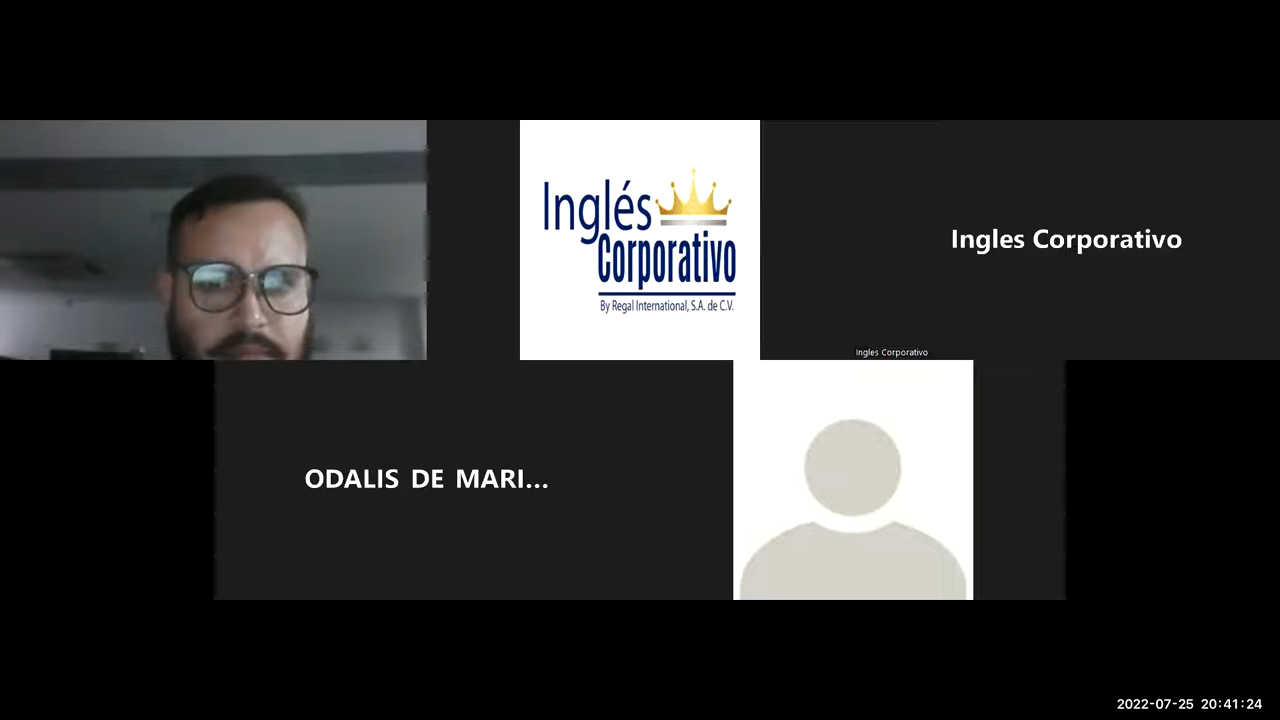 Inglés
Corporativo
By Regal International, S.A. de C.V.
Ingles Corporativo
Ingles Corporativo
ODALIS DE MARI...
2022-07-25 20:41:24